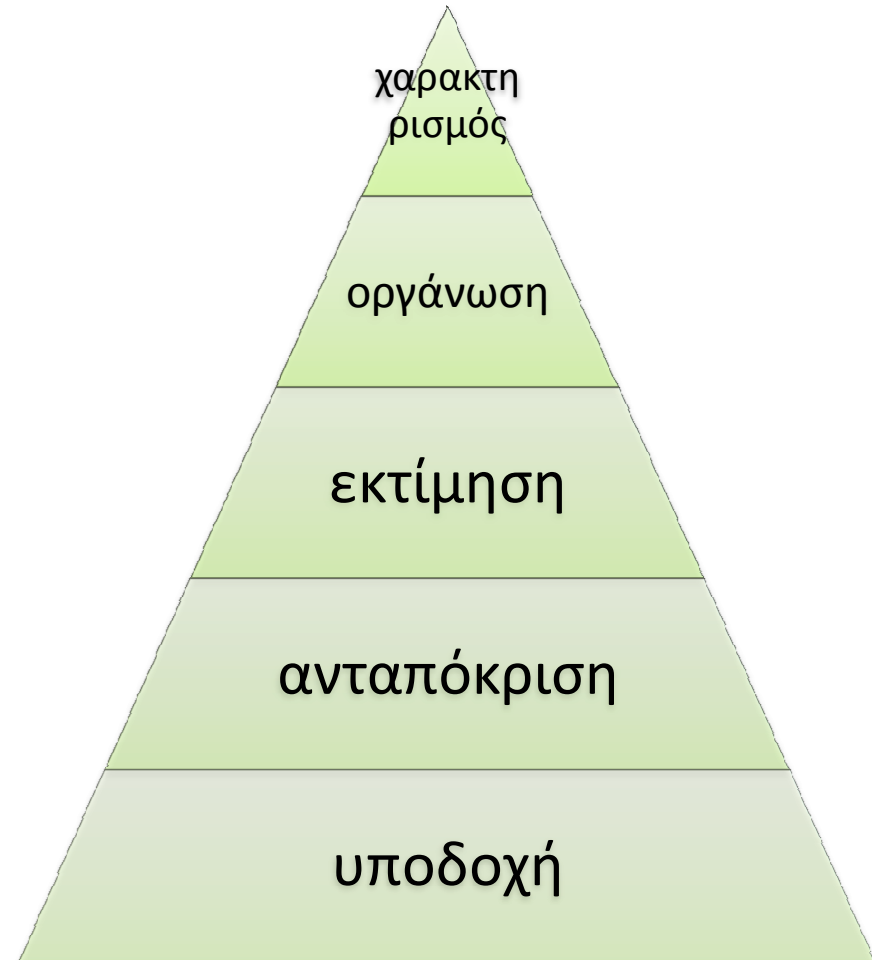 χαρακτη
ρισμός
οργάνωση
εκτίμηση
ανταπόκριση
υποδοχή